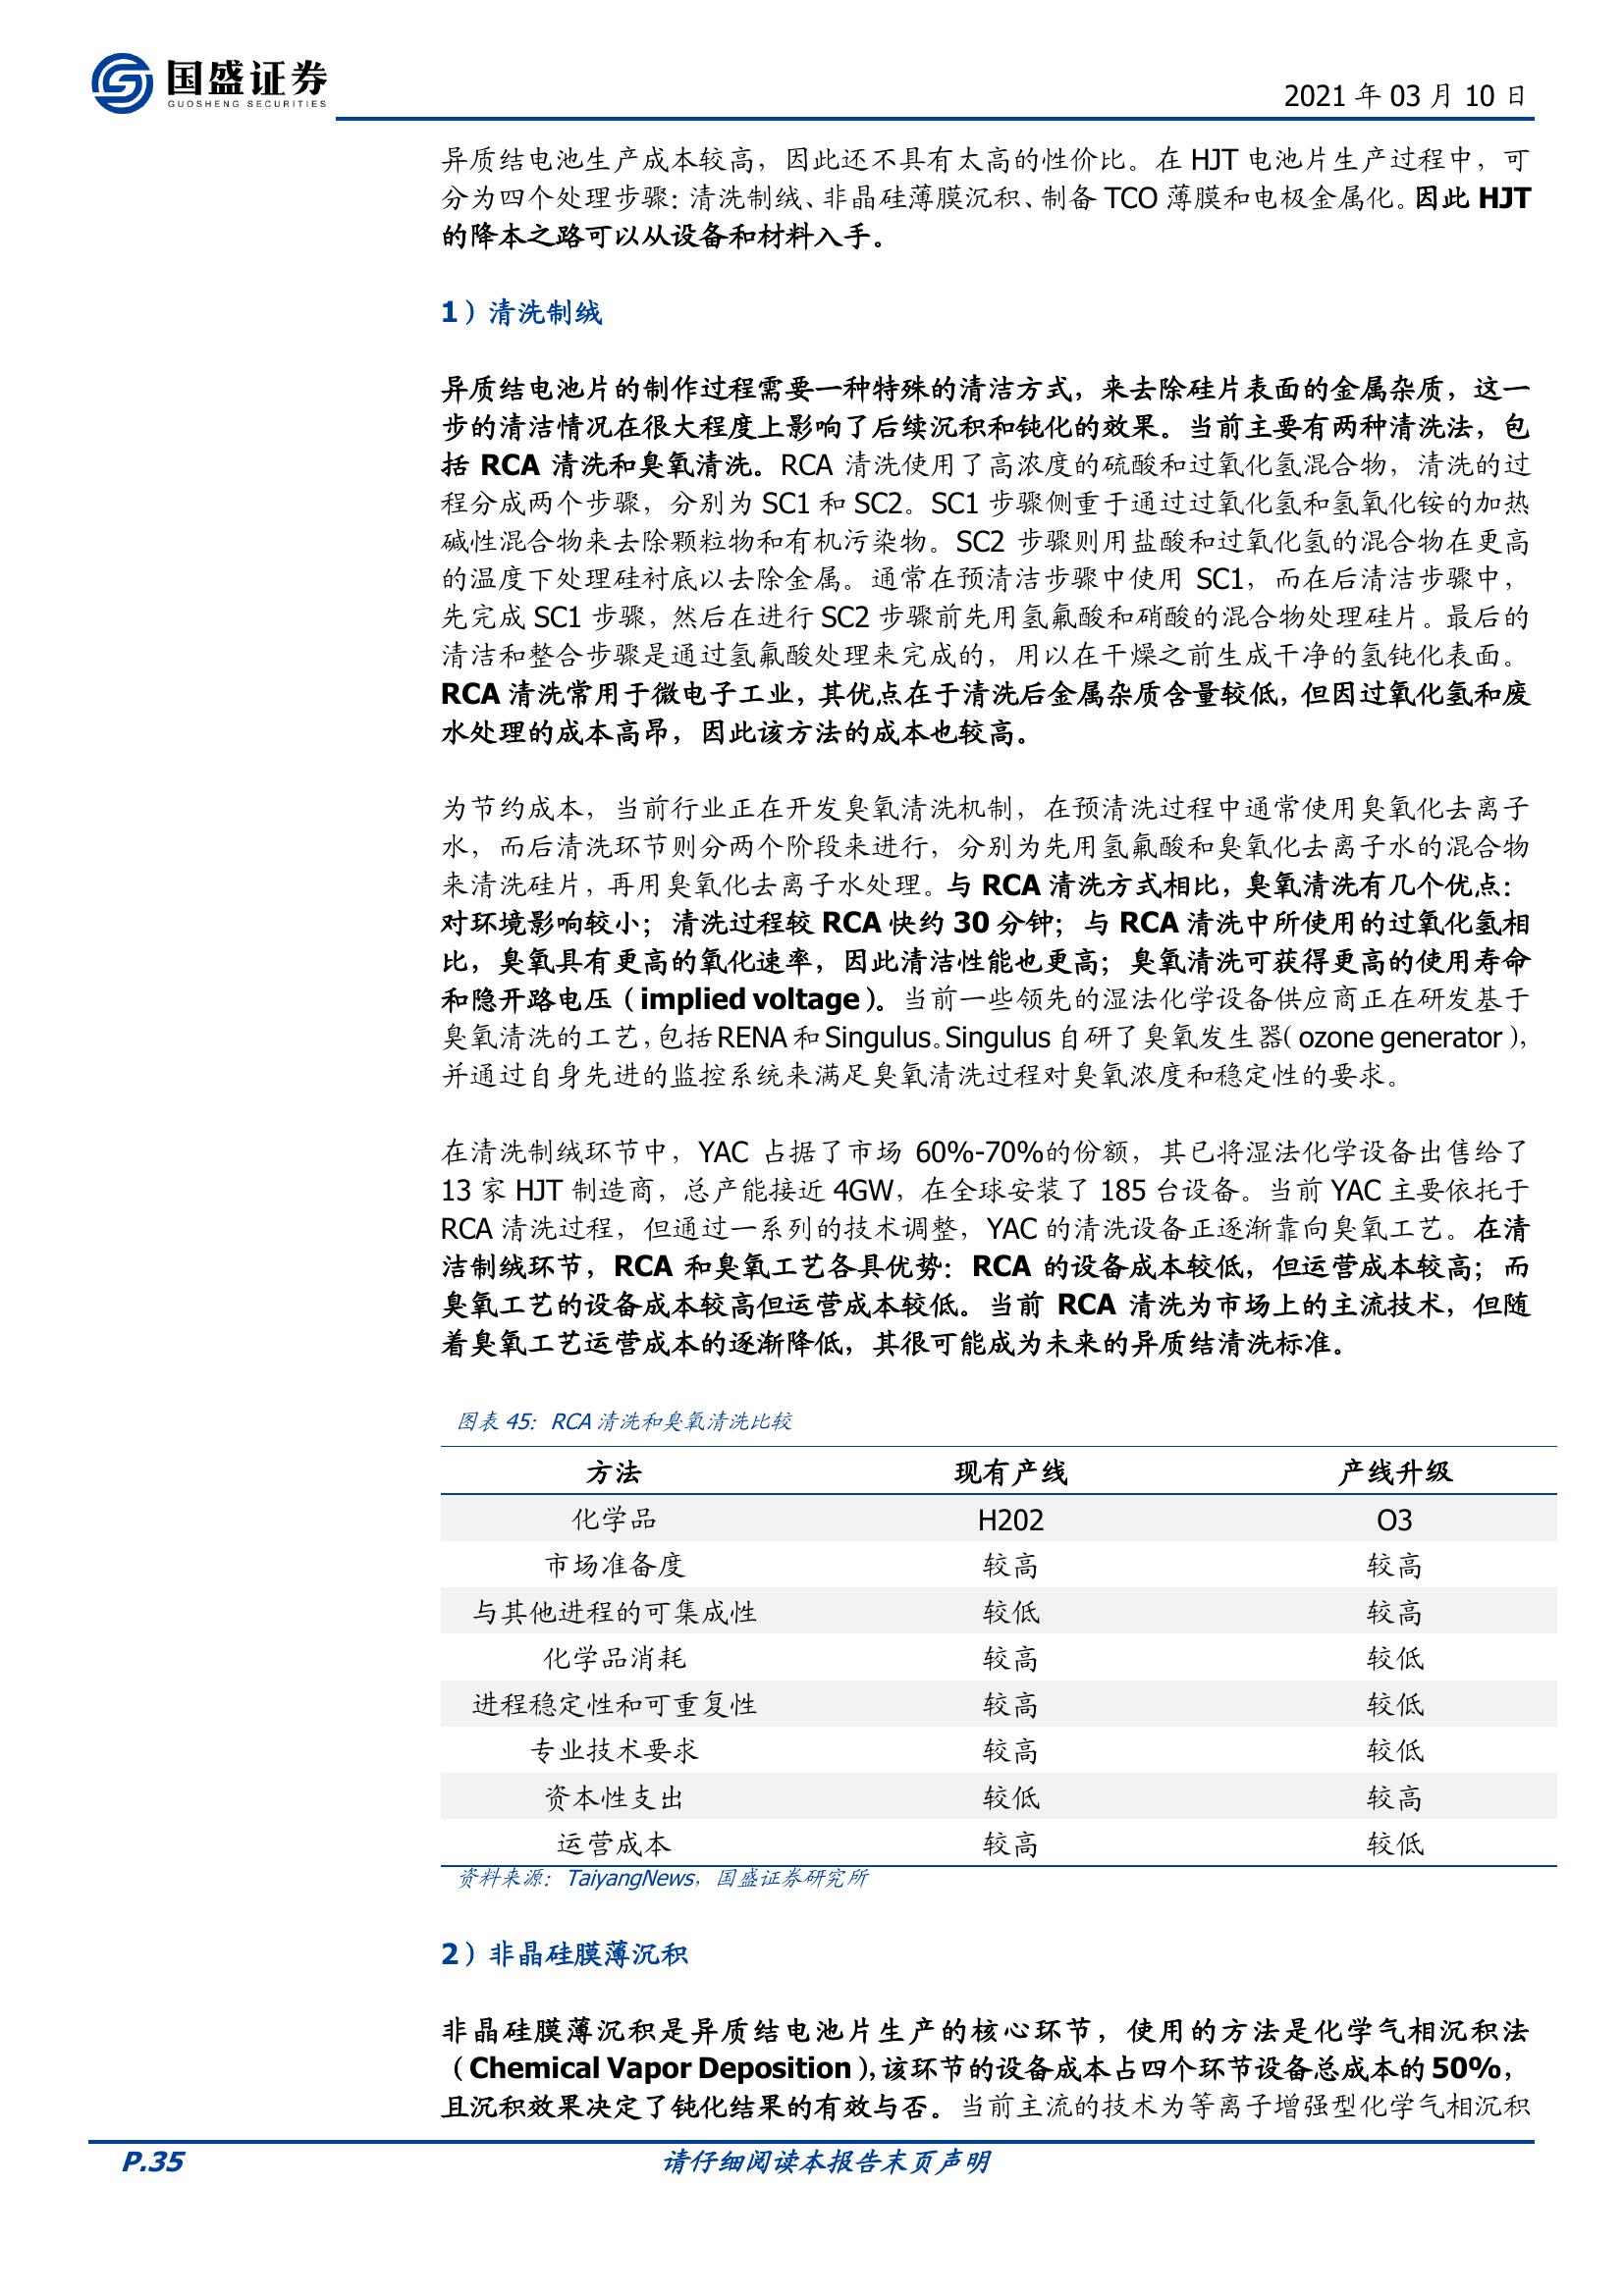 国盛证券
GUOSHENG SECURITIES
2021 年 03 月 10 日
异质结电池生产成本较高，因此还不具有太高的性价比。在 HJT 电池片生产过程中，可
分为四个处理步骤：清洗制绒、非晶硅薄膜沉积、制备 TCO 薄膜和电极金属化。因此 HJT
的降本之路可以从设备和材料入手。
1）清洗制绒
异质结电池片的制作过程需要一种特殊的清洁方式，来去除硅片表面的金属杂质，这一
步的清洁情况在很大程度上影响了后续沉积和钝化的效果。当前主要有两种清洗法，包
括 RCA 清洗和臭氧清洗。RCA 清洗使用了高浓度的硫酸和过氧化氢混合物，清洗的过
程分成两个步骤，分别为 SC1 和 SC2。SC1 步骤侧重于通过过氧化氢和氢氧化铵的加热
碱性混合物来去除颗粒物和有机污染物。SC2 步骤则用盐酸和过氧化氢的混合物在更高
的温度下处理硅衬底以去除金属。通常在预清洁步骤中使用 SC1，而在后清洁步骤中，
先完成 SC1 步骤，然后在进行 SC2 步骤前先用氢氟酸和硝酸的混合物处理硅片。最后的
清洁和整合步骤是通过氢氟酸处理来完成的，用以在干燥之前生成干净的氢钝化表面。
RCA 清洗常用于微电子工业，其优点在于清洗后金属杂质含量较低，但因过氧化氢和废
水处理的成本高昂，因此该方法的成本也较高。
为节约成本，当前行业正在开发臭氧清洗机制，在预清洗过程中通常使用臭氧化去离子
水，而后清洗环节则分两个阶段来进行，分别为先用氢氟酸和臭氧化去离子水的混合物
来清洗硅片，再用臭氧化去离子水处理。与 RCA 清洗方式相比，臭氧清洗有几个优点：
对环境影响较小；清洗过程较 RCA 快约 30 分钟；与 RCA 清洗中所使用的过氧化氢相
比，臭氧具有更高的氧化速率，因此清洁性能也更高；臭氧清洗可获得更高的使用寿命
和隐开路电压（implied voltage）。当前一些领先的湿法化学设备供应商正在研发基于
臭氧清洗的工艺，包括 RENA 和 Singulus。Singulus 自研了臭氧发生器（ozone generator），
并通过自身先进的监控系统来满足臭氧清洗过程对臭氧浓度和稳定性的要求。
在清洗制绒环节中，YAC 占据了市场 60%-70%的份额，其已将湿法化学设备出售给了
13 家 HJT 制造商，总产能接近 4GW，在全球安装了 185 台设备。当前 YAC 主要依托于
RCA 清洗过程，但通过一系列的技术调整，YAC 的清洗设备正逐渐靠向臭氧工艺。在清
洁制绒环节，RCA 和臭氧工艺各具优势：RCA 的设备成本较低，但运营成本较高；而
臭氧工艺的设备成本较高但运营成本较低。当前 RCA 清洗为市场上的主流技术，但随
着臭氧工艺运营成本的逐渐降低，其很可能成为未来的异质结清洗标准。
图表 45：RCA 清洗和臭氧清洗比较
方法 现有产线 产线升级
化学品 H202 O3
市场准备度 较高 较高
与其他进程的可集成性 较低 较高
化学品消耗 较高 较低
进程稳定性和可重复性 较高 较低
专业技术要求 较高 较低
资本性支出 较低 较高
运营成本 较高 较低
资料来源：TaiyangNews，国盛证券研究所
2）非晶硅膜薄沉积
非晶硅膜薄沉积是异质结电池片生产的核心环节，使用的方法是化学气相沉积法
（Chemical Vapor Deposition），该环节的设备成本占四个环节设备总成本的 50%，
且沉积效果决定了钝化结果的有效与否。当前主流的技术为等离子增强型化学气相沉积
P.35
请仔细阅读本报告末页声明